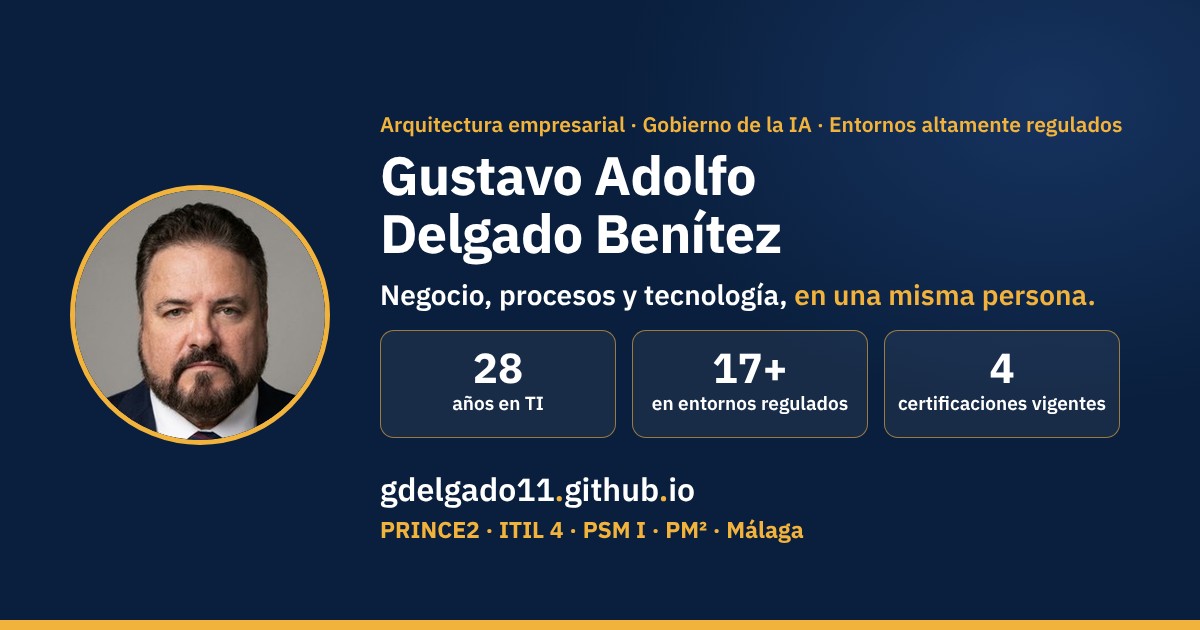 Arquitectura empresarial · Gobierno de la IA · Entornos altamente regulados
Gustavo Adolfo
Delgado Benítez
Negocio, procesos y tecnología, en una misma persona.
28
años en TI
17+
en entornos regulados
4
certificaciones vigentes
gdelgado11.github.io
PRINCE2 · ITIL 4 · PSM I · PM² · Málaga